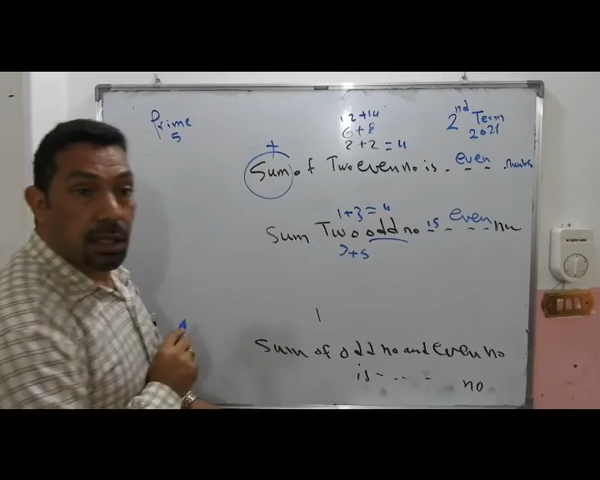 Prime
5
12+14
6+8
2+2=4
2nd Term
2021
+
Sum of Two even no is .even - - -.
1+3=4
Sum Two odd no is even - - - nu
3+5
1
Sum of odd no and even no
is - . - . -
no